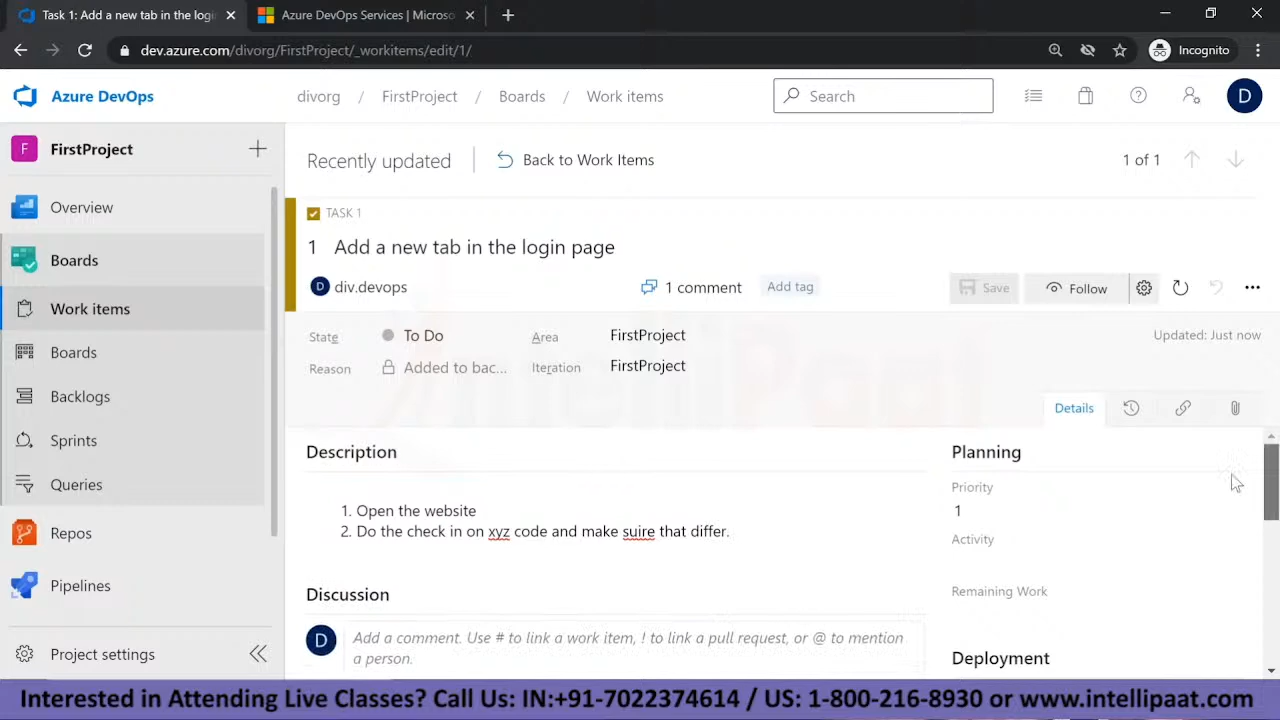 Task 1: Add a new tab in the logi
Azure DevOps Services | Microso
dev.azure.com/divorg/FirstProject/_workitems/edit/1/
Incognito
Azure DevOps
divorg / FirstProject / Boards / Work items
Search
D
F FirstProject
Recently updated
Back to Work Items
1 of 1
Overview
Boards
Work items
Boards
Backlogs
Sprints
Queries
Repos
Pipelines
Project settings
TASK 1
1 Add a new tab in the login page
D div.devops
1 comment
Add tag
Save
Follow
State To Do
Area FirstProject
Updated: Just now
Reason Added to bac...
Iteration FirstProject
Details
Description
1. Open the website
2. Do the check in on xyz code and make suire that differ.
Discussion
D
Add a comment. Use # to link a work item, ! to link a pull request, or @ to mention
a person.
Planning
Priority
1
Activity
Remaining Work
Deployment
intelliPaat
Interested in Attending Live Classes? Call Us: IN:+91-7022374614 / US: 1-800-216-8930 or www.intellipaat.com